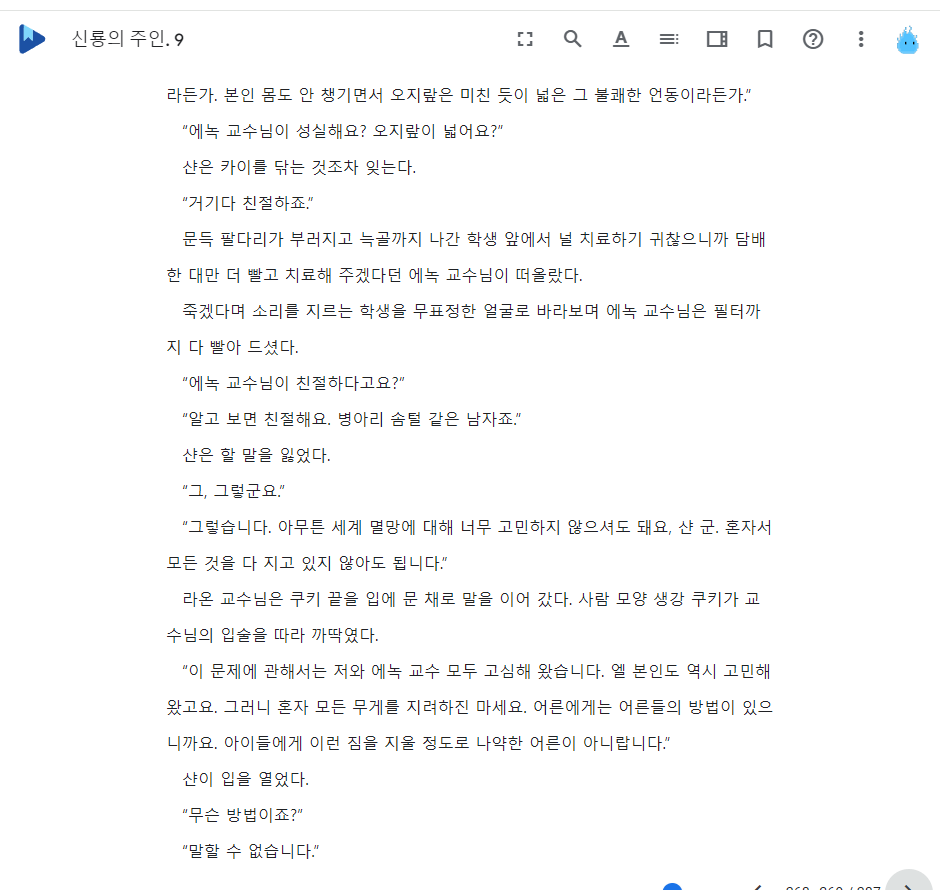 신룡의 주인. 9
라든가. 본인 몸도 안 챙기면서 오지랖은 미친 듯이 넓은 그 불쾌한 언동이라든가.”
“에녹 교수님이 성실해요? 오지랖이 넓어요?”
샨은 카이를 닦는 것조차 잊는다.
“거기다 친절하죠.”
문득 팔다리가 부러지고 늑골까지 나간 학생 앞에서 널 치료하기 귀찮으니까 담배
한 대만 더 빨고 치료해 주겠다던 에녹 교수님이 떠올랐다.
죽겠다며 소리를 지르는 학생을 무표정한 얼굴로 바라보며 에녹 교수님은 필터까
지 다 빨아 드셨다.
“에녹 교수님이 친절하다고요?”
“알고 보면 친절해요. 병아리 솜털 같은 남자죠.”
샨은 할 말을 잃었다.
“그, 그렇군요.”
“그렇습니다. 아무튼 세계 멸망에 대해 너무 고민하지 않으셔도 돼요, 샨 군. 혼자서
모든 것을 다 지고 있지 않아도 됩니다.”
라온 교수님은 쿠키 끝을 입에 문 채로 말을 이어 갔다. 사람 모양 생강 쿠키가 교
수님의 입술을 따라 까딱였다.
“이 문제에 관해서는 저와 에녹 교수 모두 고심해 왔습니다. 엘 본인도 역시 고민해
왔고요. 그러니 혼자 모든 무게를 지려하진 마세요. 어른에게는 어른들의 방법이 있으
니까요. 아이들에게 이런 짐을 지울 정도로 나약한 어른이 아니랍니다.”
샨이 입을 열었다.
“무슨 방법이죠?”
“말할 수 없습니다.”